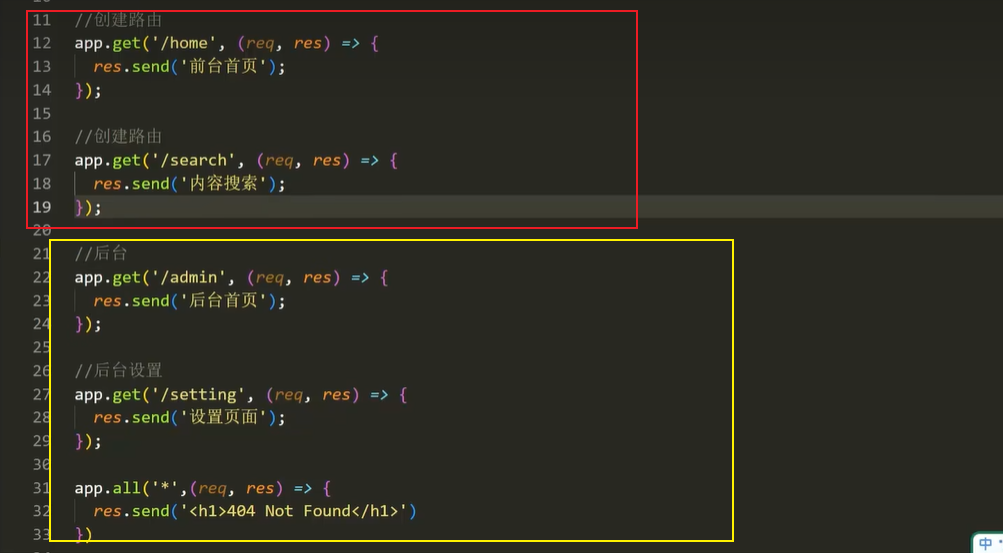 11 //创建路由
12 app.get('/home', (req, res) => {
13   res.send('前台首页');
14 });
15
16 //创建路由
17 app.get('/search', (req, res) => {
18   res.send('内容搜索');
19 });
20
21 //后台
22 app.get('/admin', (req, res) => {
23   res.send('后台首页');
24 });
25
26 //后台设置
27 app.get('/setting', (req, res) => {
28   res.send('设置页面');
29 });
30
31 app.all('*',(req, res) => {
32   res.send('<h1>404 Not Found</h1>')
33 })
中